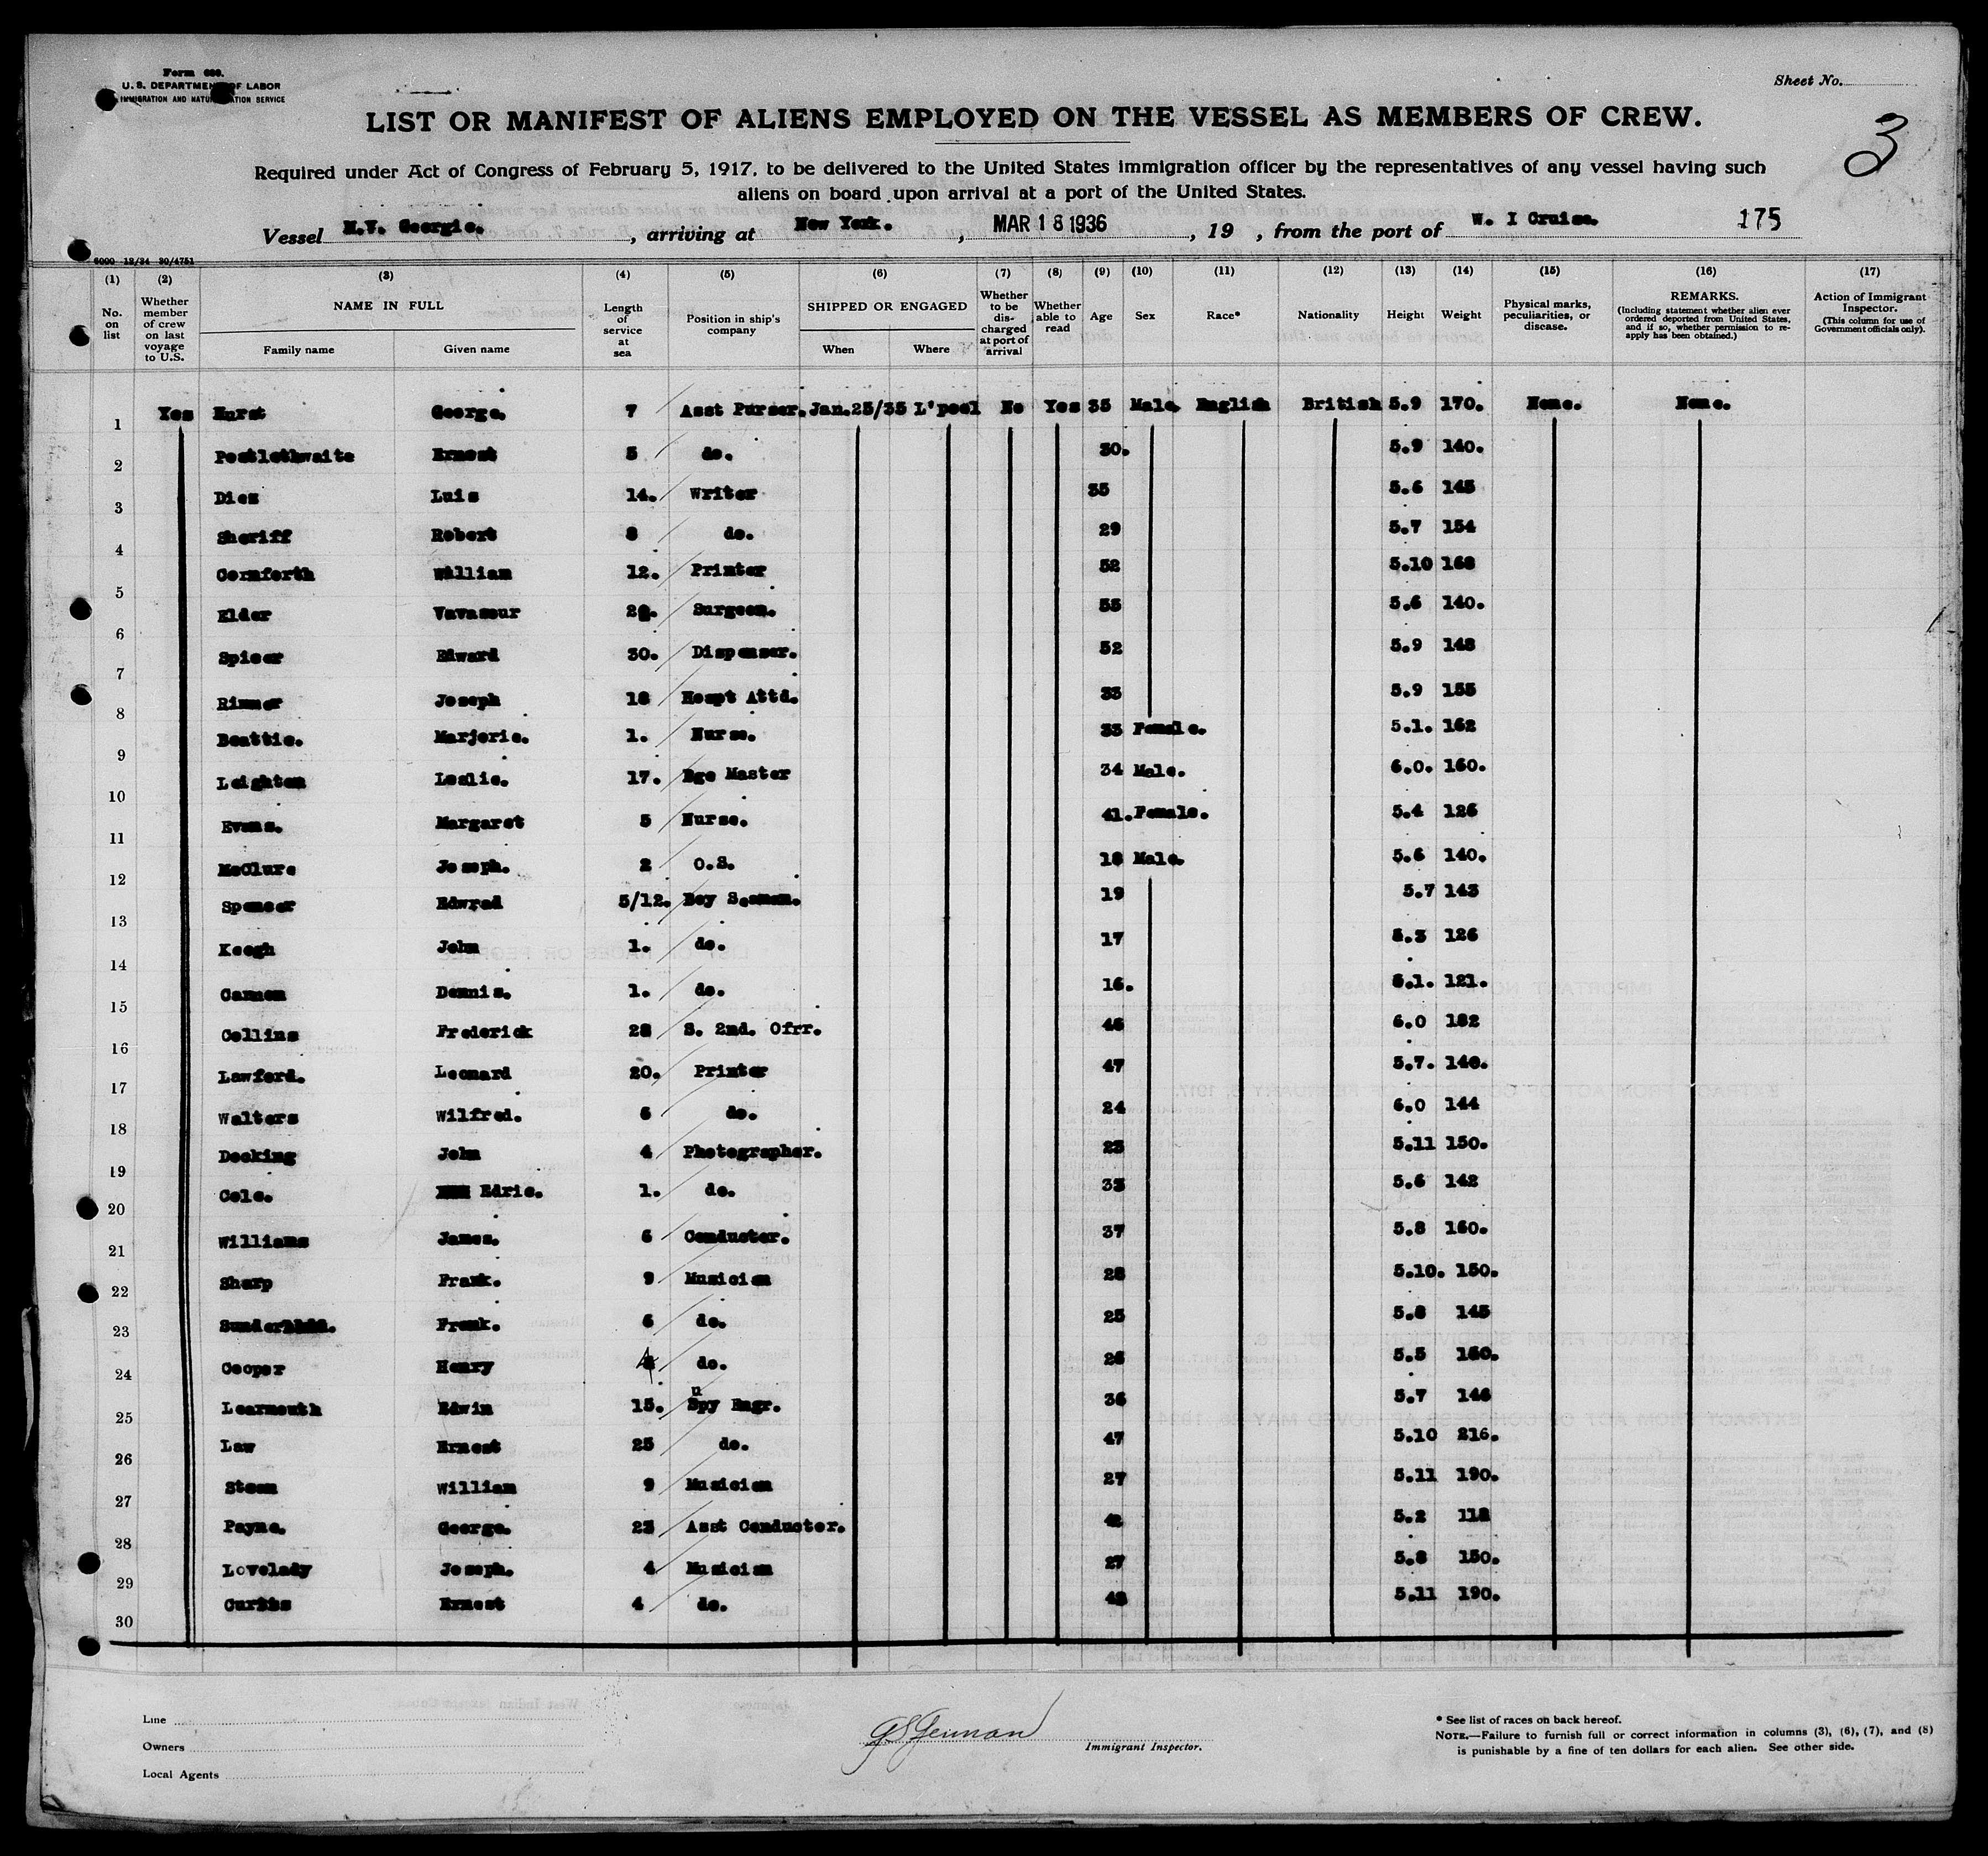 Form 680.
U. S. DEPARTMENT OF LABOR
IMMIGRATION AND NATURALIZATION SERVICE
Sheet No.
3
LIST OR MANIFEST OF ALIENS EMPLOYED ON THE VESSEL AS MEMBERS OF CREW.
Required under Act of Congress of February 5, 1917, to be delivered to the United States immigration officer by the representatives of any vessel having such
aliens on board upon arrival at a port of the United States.
Vessel M.V. Georgic. , arriving at New York. , MAR 18 1936 , 19 , from the port of W. I Cruise. 175
6000 12/34 30/4751
(1) (2) (3) (4) (5) (6) (7) (8) (9) (10) (11) (12) (13) (14) (15) (16) (17)
No. on list
Whether member of crew on last voyage to U.S.
NAME IN FULL
Family name Given name
Length of service at sea
Position in ship's company
SHIPPED OR ENGAGED
When Where
Whether to be discharged at port of arrival
Whether able to read
Age
Sex
Race*
Nationality
Height
Weight
Physical marks, peculiarities, or disease.
REMARKS.
(Including statement whether alien ever ordered deported from United States, and if so, whether permission to reapply has been obtained.)
Action of Immigrant Inspector.
(This column for use of Government officials only).
1 Yes Hurst George. 7 Asst Purser. Jan.25/35 L'pool No Yes 35 Male English British 5.9 170. None. None.
2 Postlethwaite Ernest 5 do. 30. 5.9 140.
3 Diez Luis 14. Writer 35 5.6 145
4 Sheriff Robert 8 do. 29 5.7 154
5 Cornforth William 12. Printer 52 5.10 168
6 Elder Vavasour Surgeon. 55 5.6 140.
7 Spicer Edward 30. Dispenser. 52 5.9 148
8 Rimmer Joseph 18 Hospt Attd. 33 5.9 155
9 Beattie. Marjorie. 1. Nurse. 33 Female. 5.1. 162
10 Leighton Leslie. 17. Bge Master 34 Male. 6.0. 160.
11 Evans. Margaret 5 Nurse. 41. Female. 5.4 126
12 McClure Joseph. 2 O.S. 18 Male. 5.6 140.
13 Spencer Edwrad 5/12. Boy Seaman. 19 5.7 143
14 Keogh John 1. do. 17 5.3 126
15 Cannon Dennis. 1. do. 16. 5.1. 121.
16 Collins Frederick 28 S. 2nd. Ofrr. 45 6.0 182
17 Lawford. Leonard 20. Printer 47 5.7. 140.
18 Walters Wilfred. 6 do. 24 6.0 144
19 Docking John 4 Photographer. 23 5.11 150.
20 Cole. Edric. 1. do. 33 5.6 142
21 Williams James. 6 Conductor. 37 5.8 160.
22 Sharp Frank. 9 Musician 28 5.10. 150.
23 Frank. 6 do. 25 5.8 145
24 Cooper Henry 4 do. 26 5.5 160.
25 Learmouth Edwin 15. Supy Engr. 36 5.7 146
26 Law Ernest 25 do. 47 5.10 216.
27 Steen William 9 Musician 27 5.11 190.
28 Payne. George. 23 Asst Conductor. 42 5.2 112
29 Lovelady Joseph. 4 Musician 27 5.8 150.
30 Curtis Ernest 4 do. 5.11 190.
Line
Owners
Local Agents
Immigrant Inspector.
* See list of races on back hereof.
NOTE.—Failure to furnish full or correct information in columns (3), (6), (7), and (8)
is punishable by a fine of ten dollars for each alien. See other side.